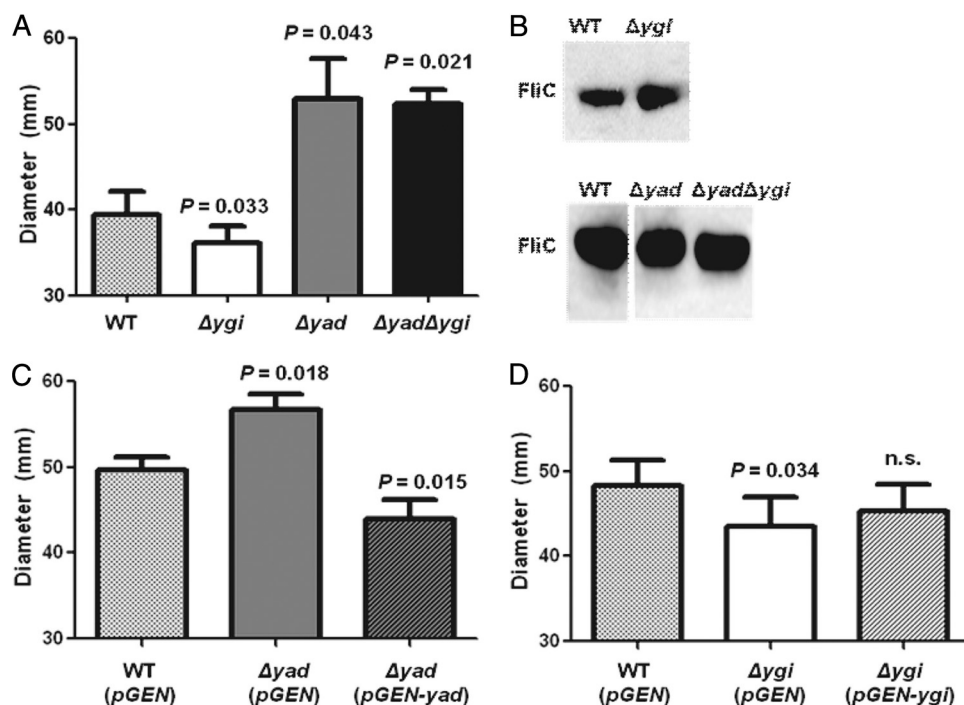 A
60
50
40
30
Diameter (mm)
P = 0.033
P = 0.043
P = 0.021
WT Δygi Δyad ΔyadΔygi
B
WT Δygi
FliC
WT Δyad ΔyadΔygi
FliC
C
60
50
40
30
Diameter (mm)
P = 0.018
P = 0.015
WT Δyad Δyad
(pGEN) (pGEN) (pGEN-yad)
D
60
50
40
30
Diameter (mm)
P = 0.034
n.s.
WT Δygi Δygi
(pGEN) (pGEN) (pGEN-ygi)